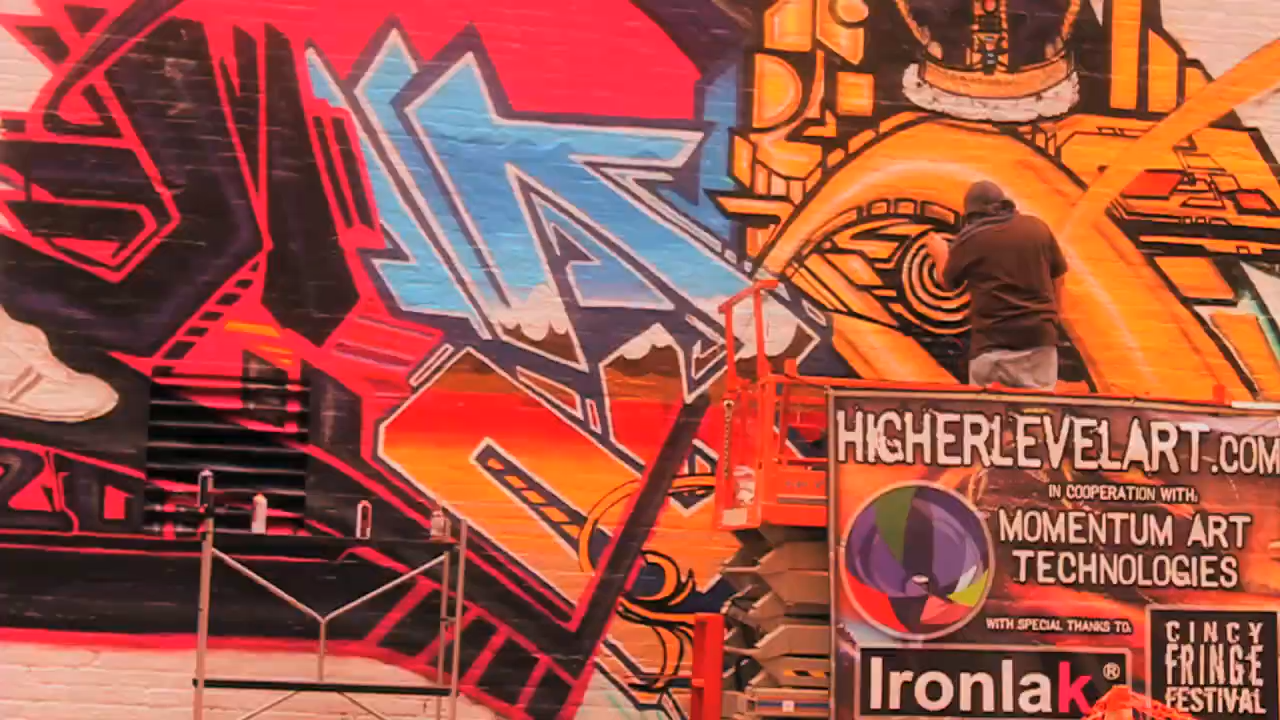 HIGHERLEVELART.COM
IN COOPERATION WITH:
MOMENTUM ART
TECHNOLOGIES
WITH SPECIAL THANKS TO:
Ironlak®
CINCY
FRINGE
FESTIVAL